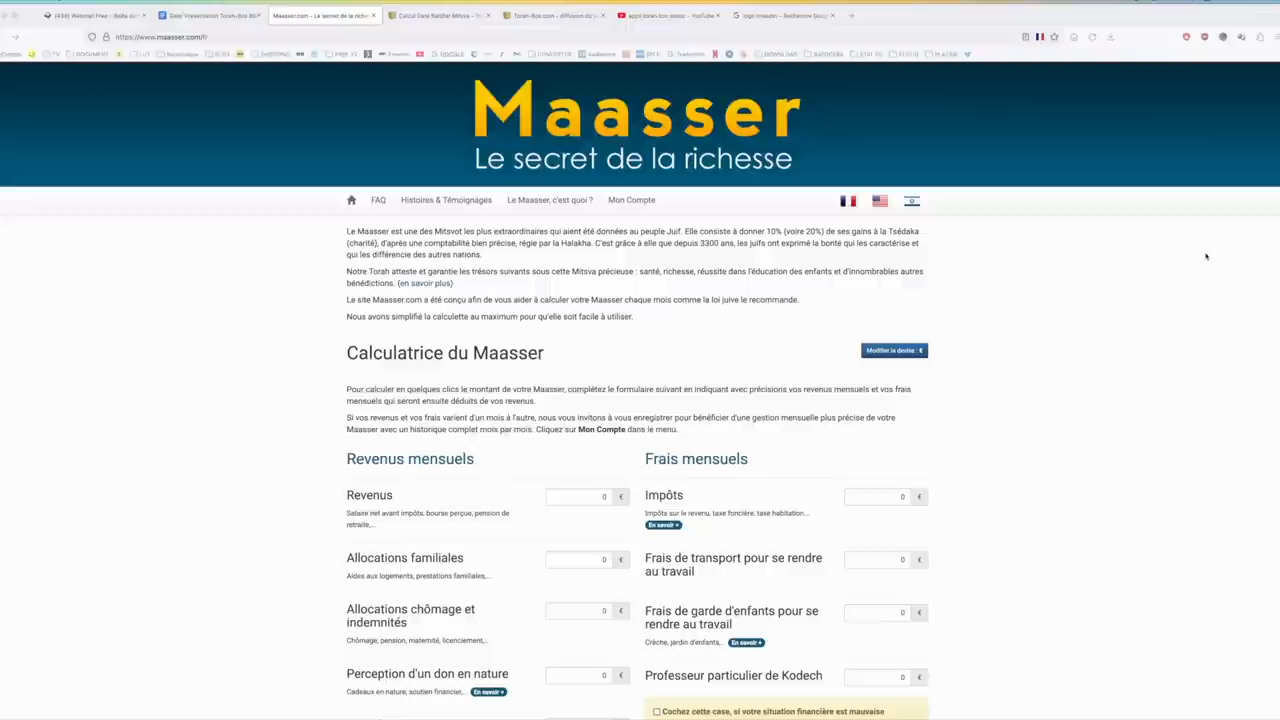 Maasser.com - Le secret de la riche
https://www.maasser.com/fr
Maasser
Le secret de la richesse
FAQ
Histoires & Témoignages
Le Maasser, c'est quoi ?
Mon Compte
Le Maasser est une des Mitsvot les plus extraordinaires qui aient été données au peuple Juif. Elle consiste à donner 10% (voire 20%) de ses gains à la Tsédaka
(charité), d'après une comptabilité bien précise, régie par la Halakha. C'est grâce à elle que depuis 3300 ans, les juifs ont exprimé la bonté qui les caractérise et
qui les différencie des autres nations.
Notre Torah atteste et garantie les trésors suivants sous cette Mitsva précieuse : santé, richesse, réussite dans l'éducation des enfants et d'innombrables autres
bénédictions. (en savoir plus)
Le site Maasser.com a été conçu afin de vous aider à calculer votre Maasser chaque mois comme la loi juive le recommande.
Nous avons simplifié la calculette au maximum pour qu'elle soit facile à utiliser.
Calculatrice du Maasser
Modifier la devise : €
Pour calculer en quelques clics le montant de votre Maasser, complétez le formulaire suivant en indiquant avec précisions vos revenus mensuels et vos frais
mensuels qui seront ensuite déduits de vos revenus.
Si vos revenus et vos frais varient d'un mois à l'autre, nous vous invitons à vous enregistrer pour bénéficier d'une gestion mensuelle plus précise de votre
Maasser avec un historique complet mois par mois. Cliquez sur Mon Compte dans le menu.
Revenus mensuels
Revenus
0 €
Salaire net avant impôts, bourse perçue, pension de
retraite,...
Allocations familiales
0 €
Aides aux logements, prestations familiales,...
Allocations chômage et
indemnités
0 €
Chômage, pension, maternité, licenciement,..
Perception d'un don en nature
0 €
Cadeaux en nature, soutien financier,... En savoir +
Frais mensuels
Impôts
0 €
Impôts sur le revenu, taxe foncière, taxe habitation...
En savoir +
Frais de transport pour se rendre
au travail
0 €
Frais de garde d'enfants pour se
rendre au travail
0 €
Crèche, jardin d'enfants,.. En savoir +
Professeur particulier de Kodech
0 €
Cochez cette case, si votre situation financière est mauvaise